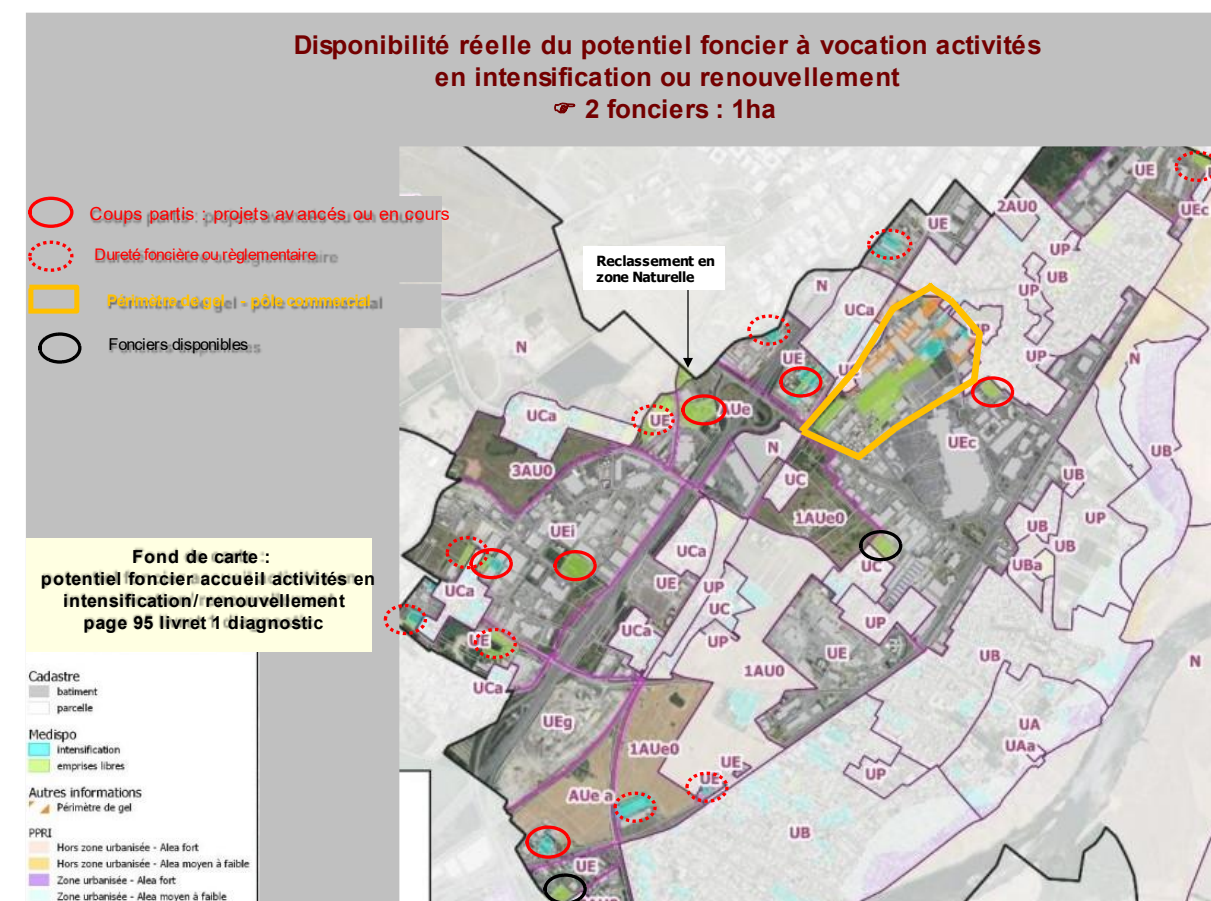 Disponibilité réelle du potentiel foncier à vocation activités
en intensification ou renouvellement
☞ 2 fonciers : 1ha
Coups partis : projets avancés ou en cours
Dureté foncière ou règlementaire
Périmètre de gel - pôle commercial
Fonciers disponibles
Fond de carte :
potentiel foncier accueil activités en
intensification/ renouvellement
page 95 livret 1 diagnostic
Cadastre
batiment
parcelle
Medispo
intensification
emprises libres
Autres informations
Périmètre de gel
PPRI
Hors zone urbanisée - Alea fort
Hors zone urbanisée - Alea moyen à faible
Zone urbanisée - Alea fort
Zone urbanisée - Alea moyen à faible
Reclassement en
zone Naturelle
UE
UEc
2AU0
UE
UE
UP
UB
UP
UB
N
UCa
UP
UP
N
N
UE
UCa
UE
AUe
UEc
UB
UB
N
UC
3AU0
1AUe0
UEi
UB
UP
UB
UCa
UC
UBa
UE
UP
UCa
UC
UP
UE
UCa
UP
UE
UB
N
1AU0
UCa
UEg
UA
UAa
1AUe0
UE
UE
UP
AUe a
UB
UE